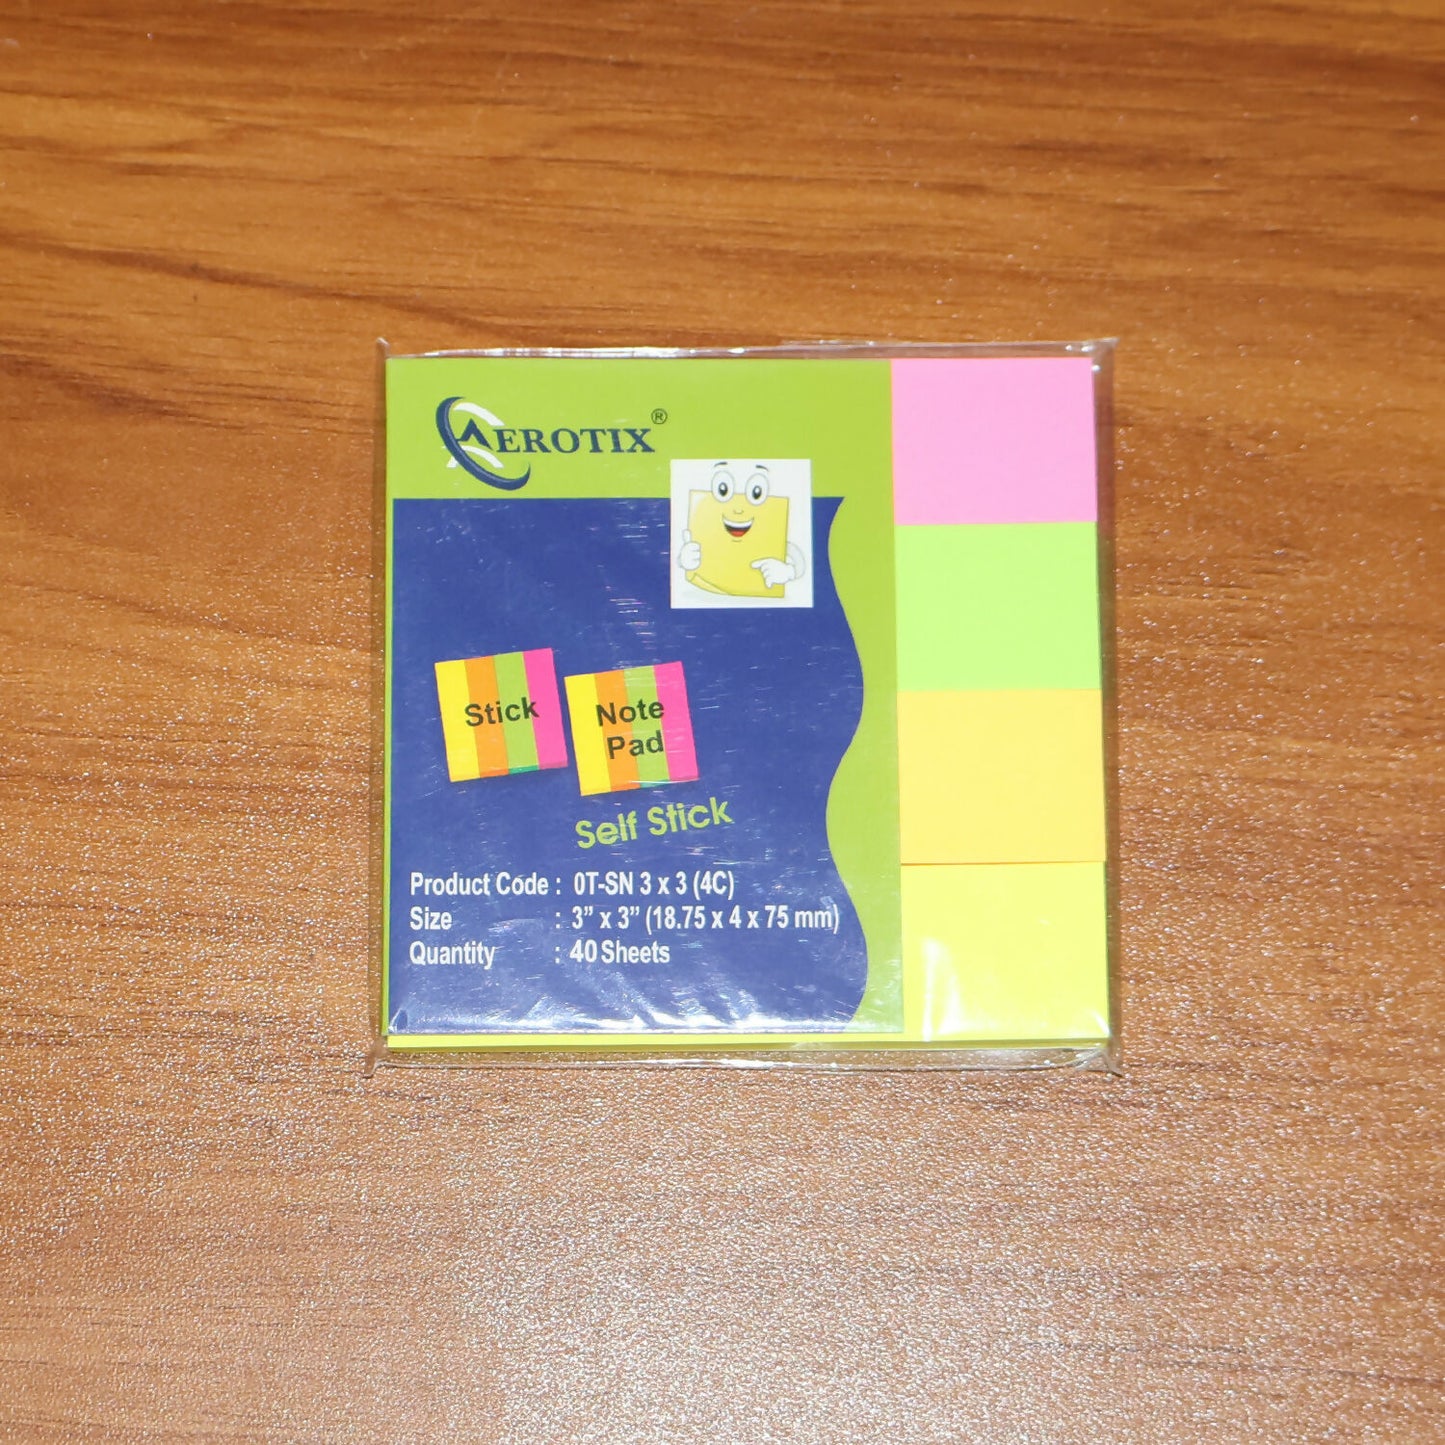 AEROTIX®
Stick
Note
Pad
Self Stick
Product Code : 0T-SN 3 x 3 (4C)
Size : 3” x 3” (18.75 x 4 x 75 mm)
Quantity : 40 Sheets